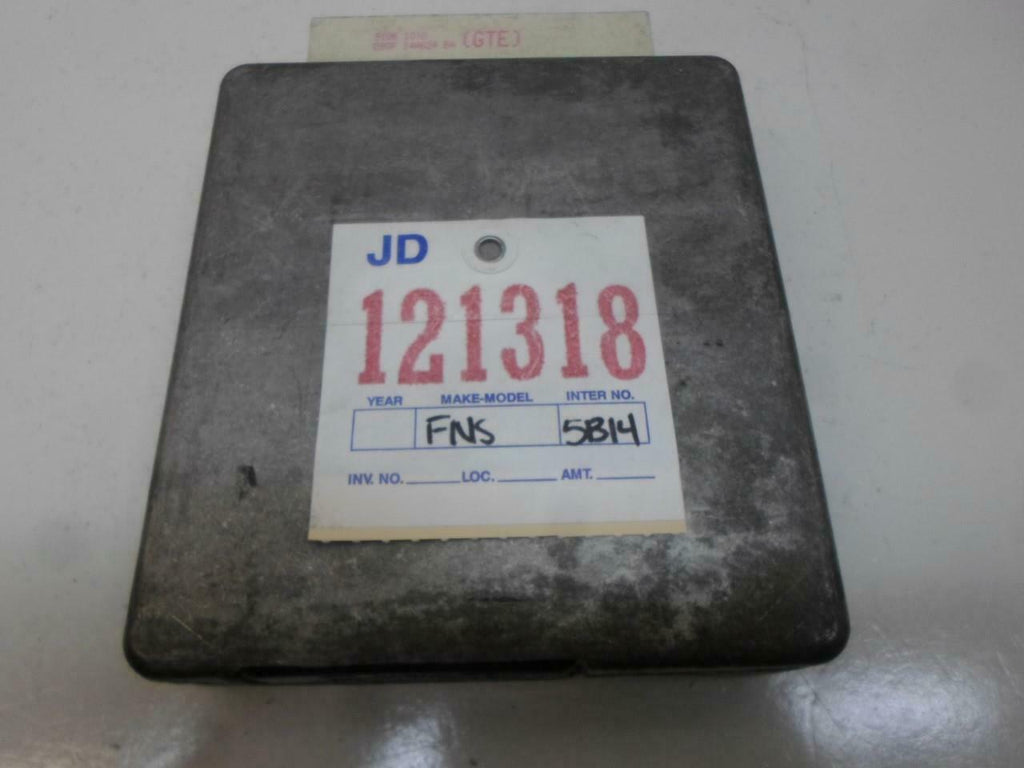 (GTE)
JD
121318
YEAR MAKE-MODEL INTER NO.
FNS 5B14
INV. NO. LOC. AMT.